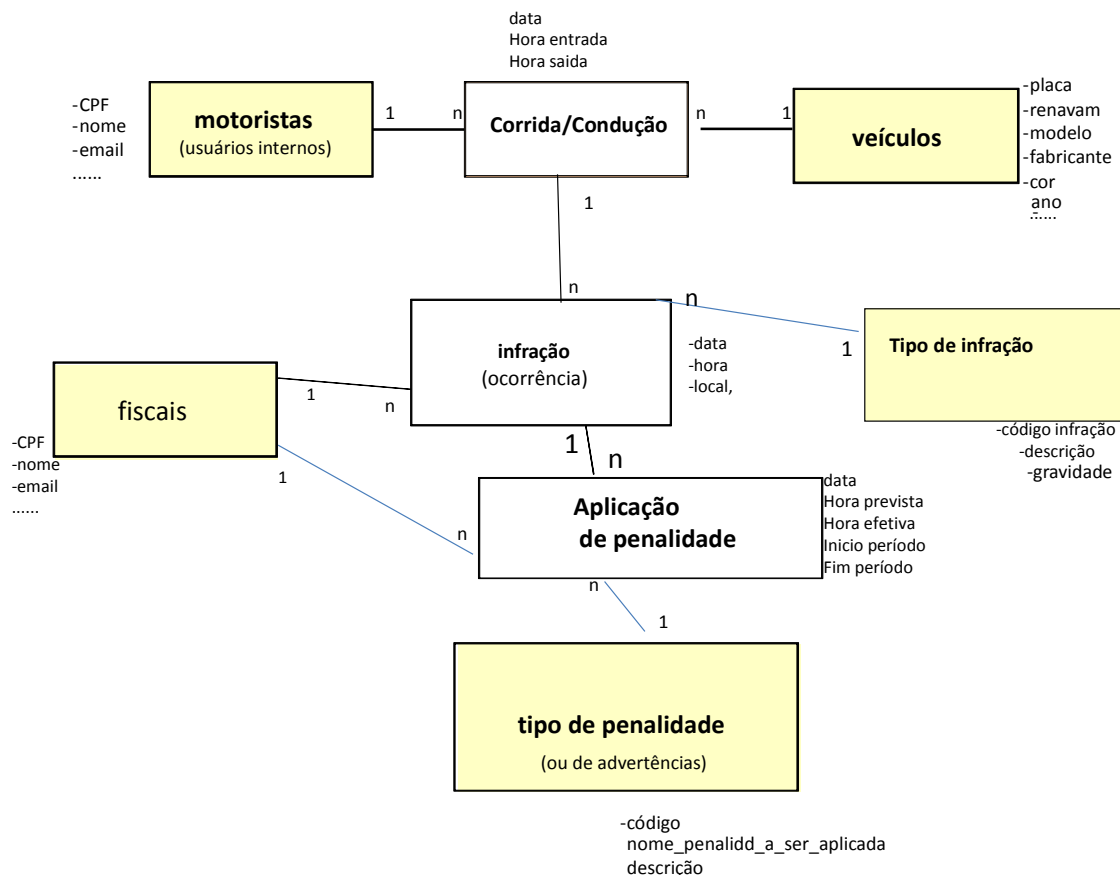 data
Hora entrada
Hora saida
-CPF
-nome
-email
......
motoristas
(usuários internos)
1
n
Corrida/Condução
n
1
veículos
-placa
-renavam
-modelo
-fabricante
-cor
ano
-.....
1
n
infração
(ocorrência)
n
1
-data
-hora
-local,
Tipo de infração
-código infração
-descrição
-gravidade
fiscais
1
n
-CPF
-nome
-email
......
1
n
1
n
Aplicação
de penalidade
data
Hora prevista
Hora efetiva
Inicio período
Fim período
n
1
tipo de penalidade
(ou de advertências)
-código
nome_penalidd_a_ser_aplicada
descrição